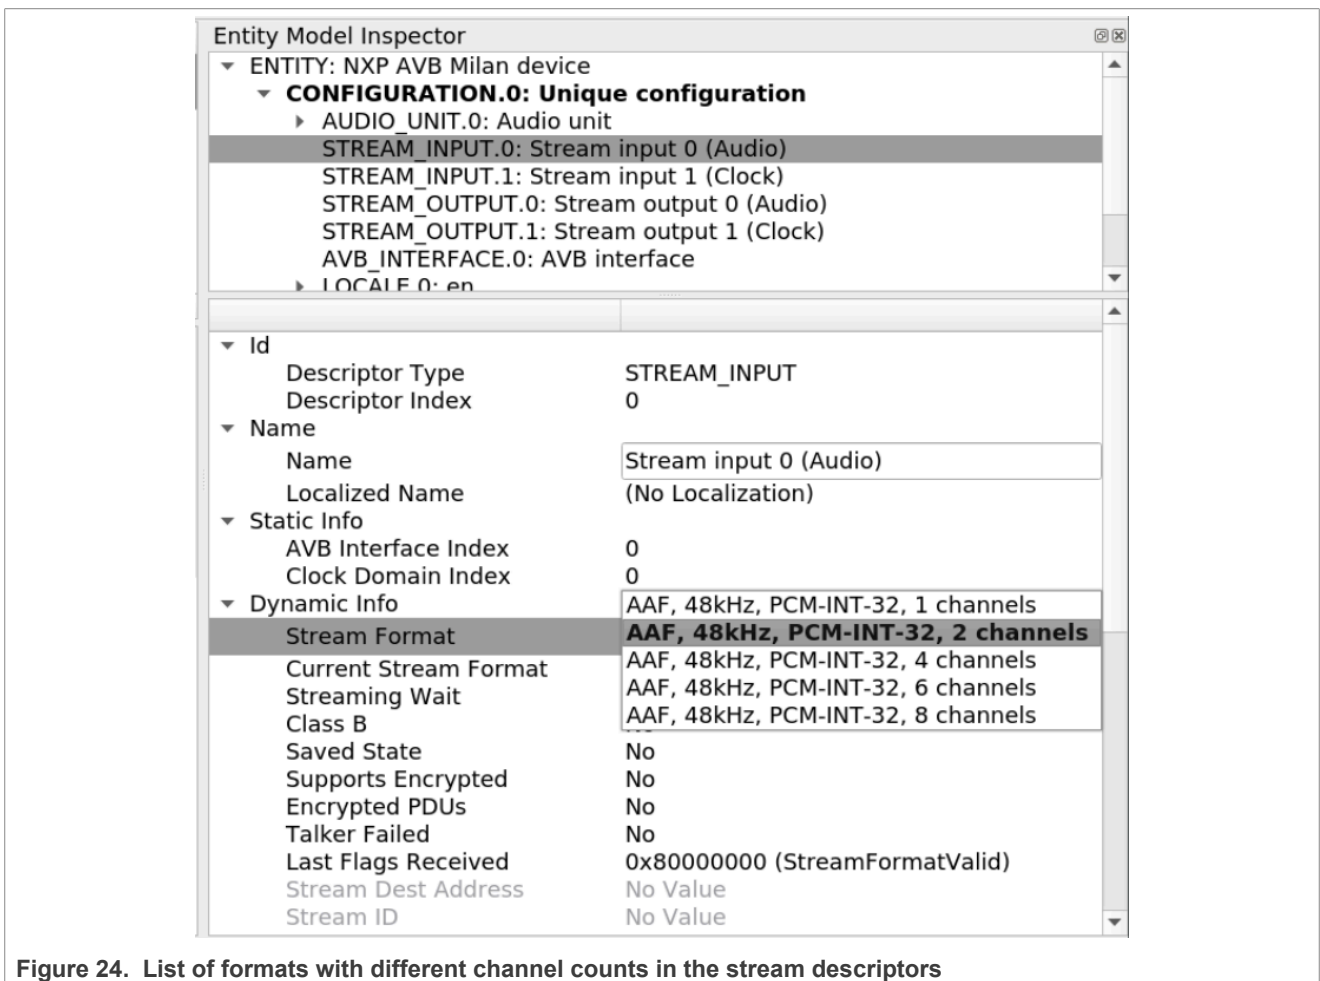 Entity Model Inspector
ENTITY: NXP AVB Milan device
CONFIGURATION.0: Unique configuration
AUDIO_UNIT.0: Audio unit
STREAM_INPUT.0: Stream input 0 (Audio)
STREAM_INPUT.1: Stream input 1 (Clock)
STREAM_OUTPUT.0: Stream output 0 (Audio)
STREAM_OUTPUT.1: Stream output 1 (Clock)
AVB_INTERFACE.0: AVB interface
LOCALE.0: en
Id
Descriptor Type STREAM_INPUT
Descriptor Index 0
Name
Name Stream input 0 (Audio)
Localized Name (No Localization)
Static Info
AVB Interface Index 0
Clock Domain Index 0
Dynamic Info AAF, 48kHz, PCM-INT-32, 1 channels
Stream Format AAF, 48kHz, PCM-INT-32, 2 channels
Current Stream Format AAF, 48kHz, PCM-INT-32, 4 channels
Streaming Wait AAF, 48kHz, PCM-INT-32, 6 channels
Class B AAF, 48kHz, PCM-INT-32, 8 channels
Saved State No
Supports Encrypted No
Encrypted PDUs No
Talker Failed No
Last Flags Received 0x80000000 (StreamFormatValid)
Stream Dest Address No Value
Stream ID No Value
Figure 24. List of formats with different channel counts in the stream descriptors